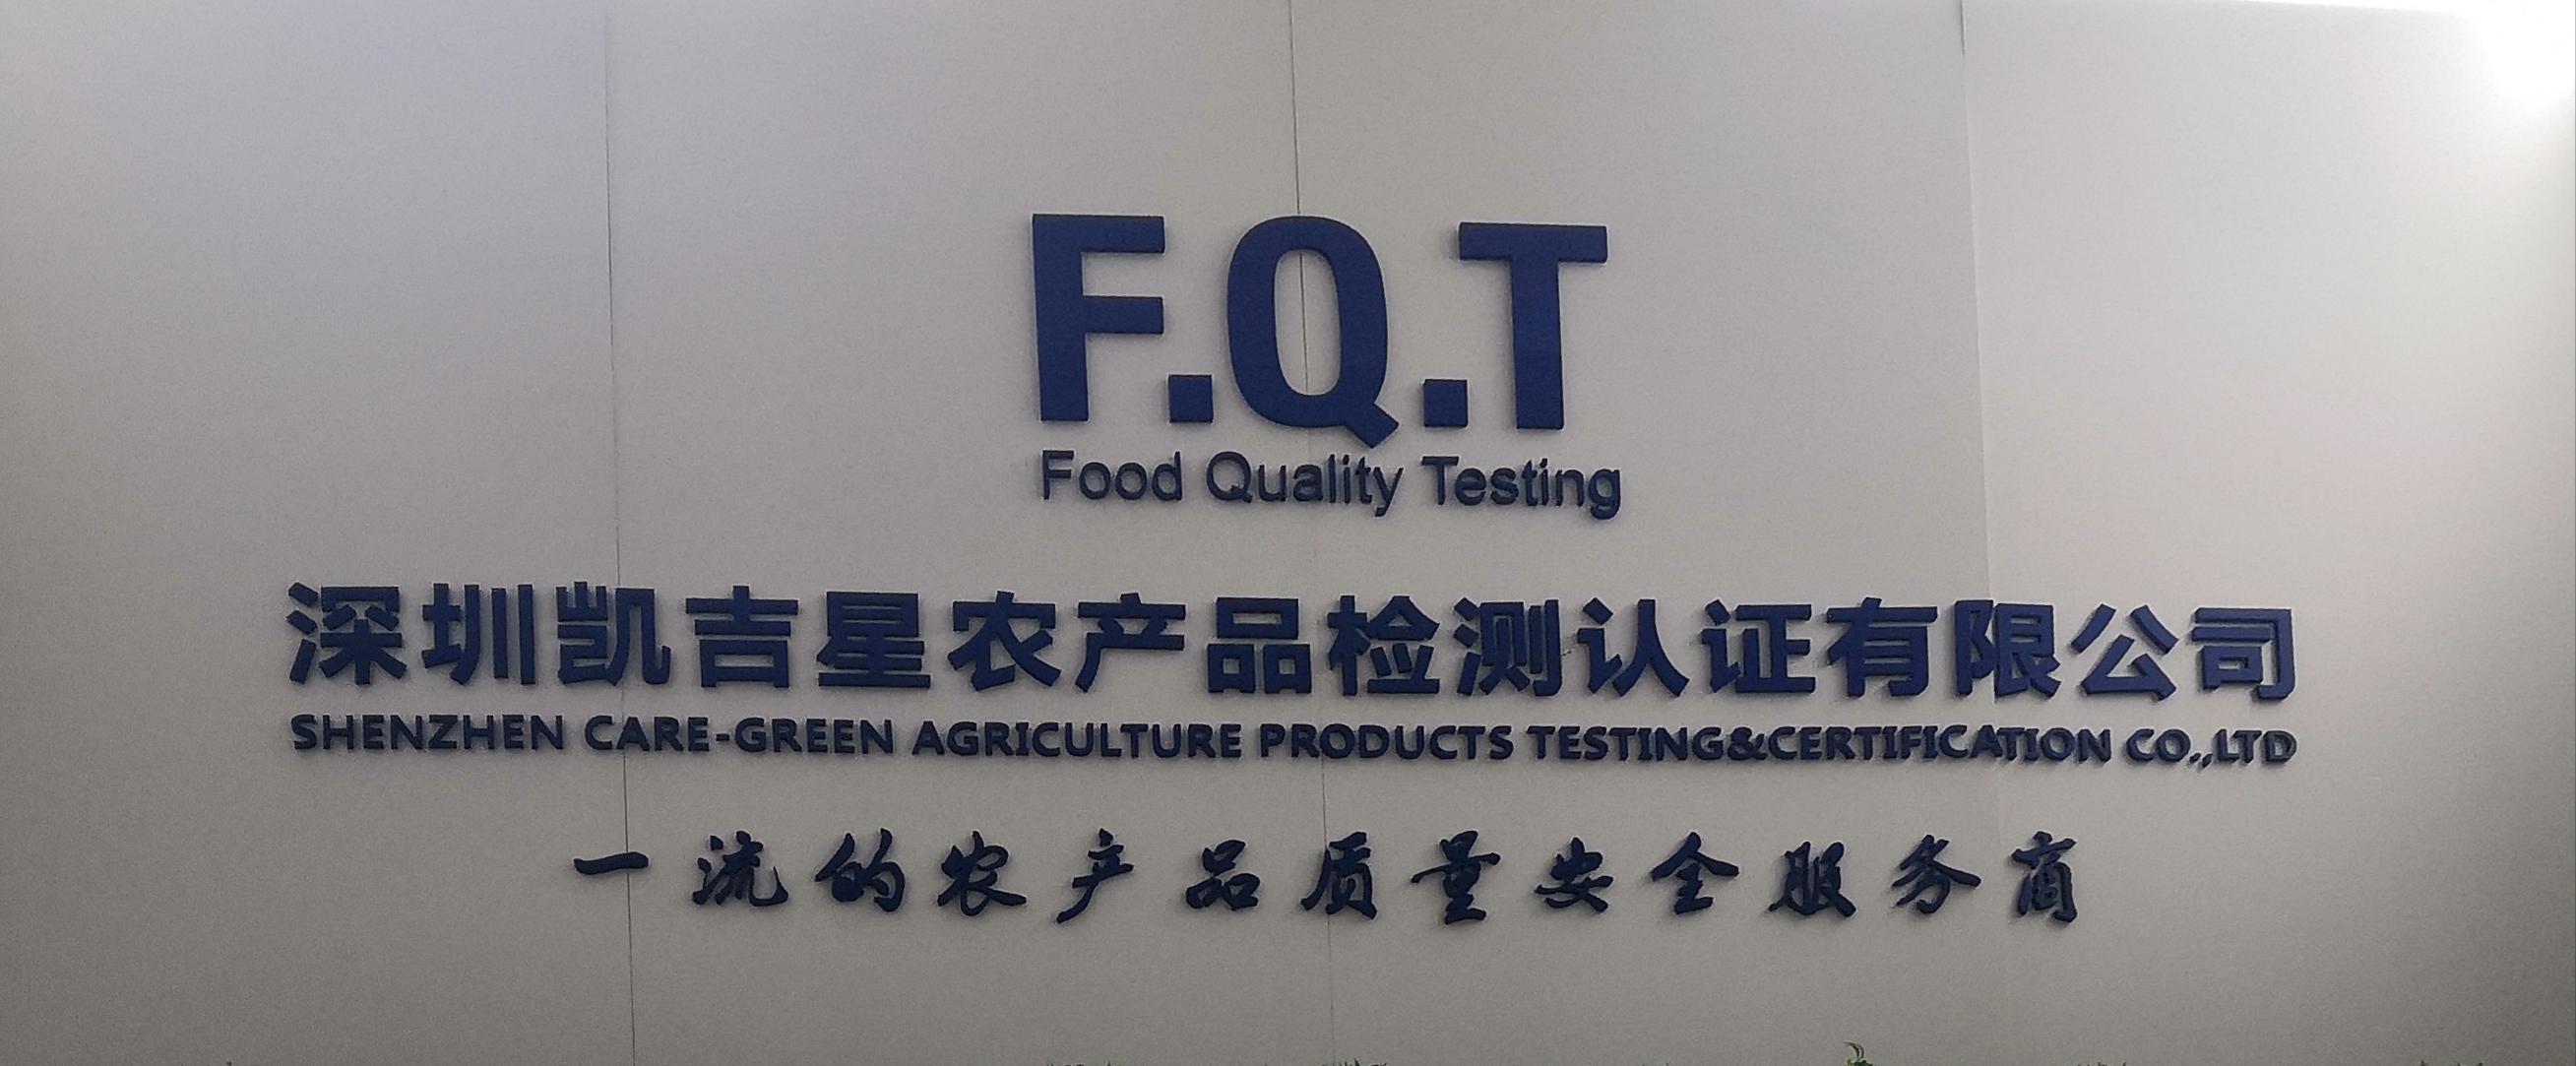 F.Q.T
Food Quality Testing
深圳凯吉星农产品检测认证有限公司
SHENZHEN CARE-GREEN AGRICULTURE PRODUCTS TESTING&CERTIFICATION CO.,LTD
一流的农产品质量安全服务商